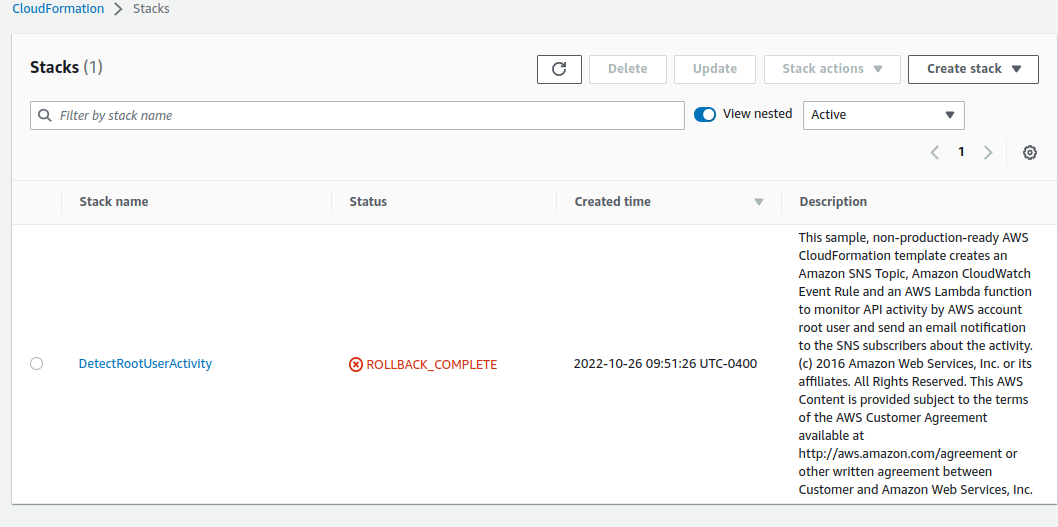 CloudFormation > Stacks
Stacks (1)
Delete
Update
Stack actions
Create stack
Filter by stack name
View nested
Active
1
Stack name
Status
Created time
Description
DetectRootUserActivity
ROLLBACK_COMPLETE
2022-10-26 09:51:26 UTC-0400
This sample, non-production-ready AWS
CloudFormation template creates an
Amazon SNS Topic, Amazon CloudWatch
Event Rule and an AWS Lambda function
to monitor API activity by AWS account
root user and send an email notification
to the SNS subscribers about the activity.
(c) 2016 Amazon Web Services, Inc. or its
affiliates. All Rights Reserved. This AWS
Content is provided subject to the terms
of the AWS Customer Agreement
available at
http://aws.amazon.com/agreement or
other written agreement between
Customer and Amazon Web Services, Inc.